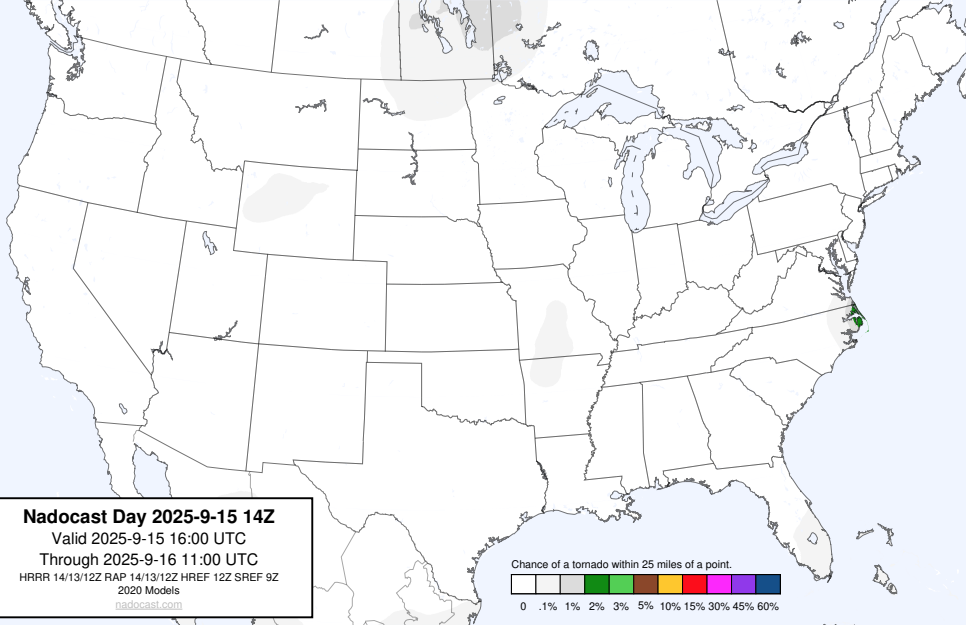 Nadocast Day 2025-9-15 14Z
Valid 2025-9-15 16:00 UTC
Through 2025-9-16 11:00 UTC
HRRR 14/13/12Z RAP 14/13/12Z HREF 12Z SREF 9Z
2020 Models
nadocast.com
Chance of a tornado within 25 miles of a point.
0 .1% 1% 2% 3% 5% 10% 15% 30% 45% 60%